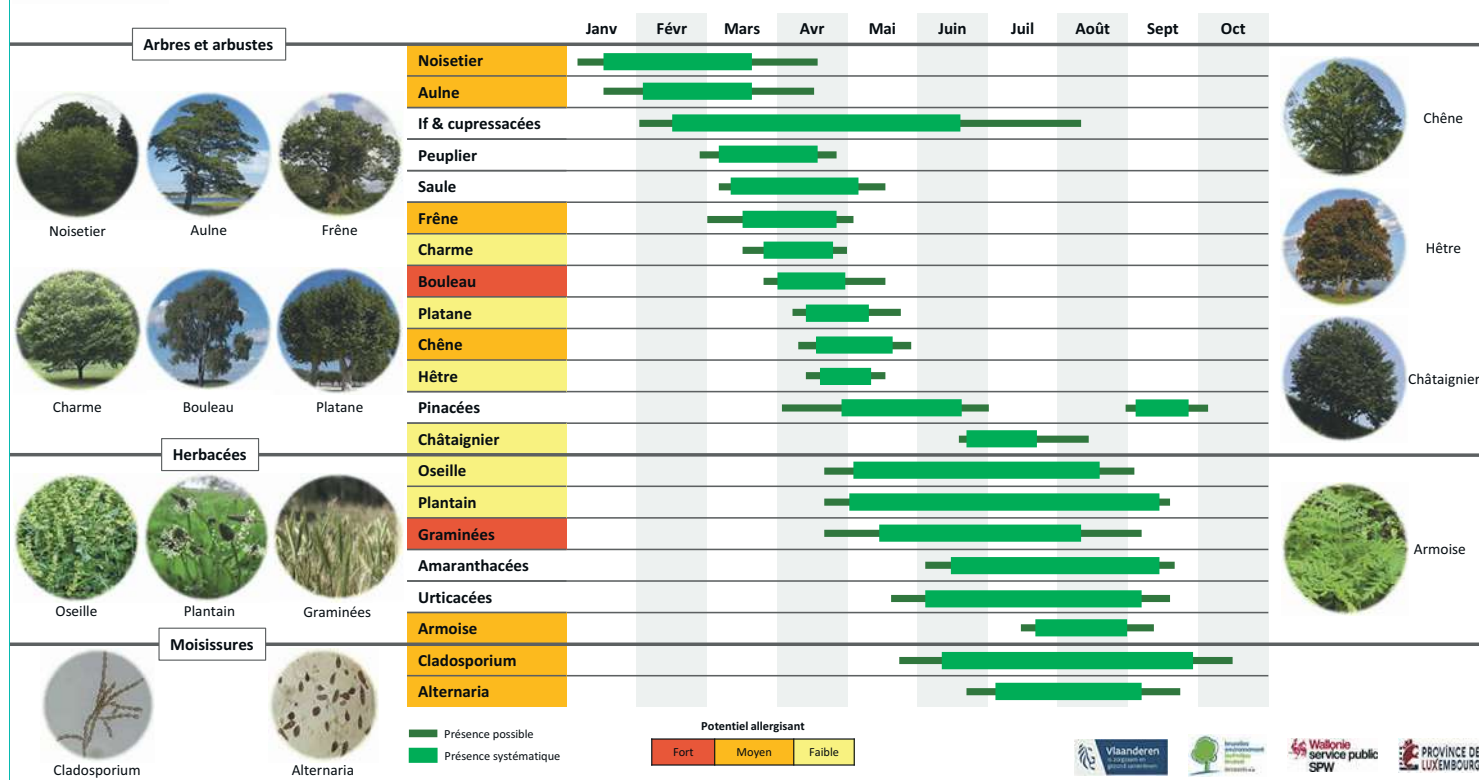 Janv Févr Mars Avr Mai Juin Juil Août Sept Oct
Arbres et arbustes
Noisetier
Aulne
If & cupressacées
Peuplier
Saule
Frêne
Charme
Bouleau
Platane
Chêne
Hêtre
Pinacées
Châtaignier
Oseille
Plantain
Graminées
Amaranthacées
Urticacées
Armoise
Cladosporium
Alternaria
Noisetier Aulne Frêne
Charme Bouleau Platane
Herbacées
Oseille Plantain Graminées
Moisissures
Cladosporium Alternaria
Chêne
Hêtre
Châtaignier
Armoise
Présence possible
Présence systématique
Potentiel allergisant
Fort Moyen Faible
Vlaanderen
Wallonie
service public
SPW
PROVINCE DE
LUXEMBOURG